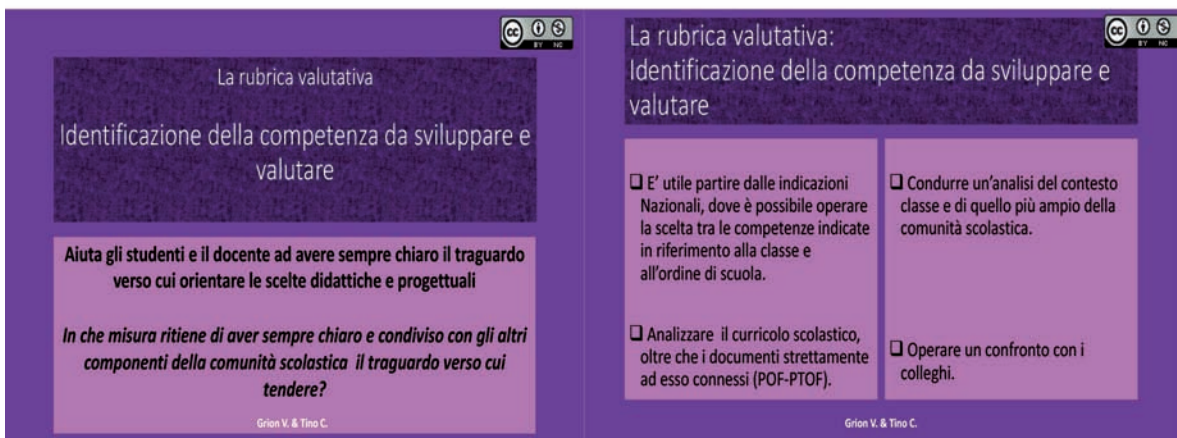 CC BY NC
La rubrica valutativa
Identificazione della competenza da sviluppare e
valutare
Aiuta gli studenti e il docente ad avere sempre chiaro il traguardo
verso cui orientare le scelte didattiche e progettuali
In che misura ritiene di aver sempre chiaro e condiviso con gli altri
componenti della comunità scolastica il traguardo verso cui
tendere?
Grion V. & Tino C.
CC BY NC
La rubrica valutativa:
Identificazione della competenza da sviluppare e
valutare
E' utile partire dalle indicazioni
Nazionali, dove è possibile operare
la scelta tra le competenze indicate
in riferimento alla classe e
all'ordine di scuola.
Analizzare il curricolo scolastico,
oltre che i documenti strettamente
ad esso connessi (POF-PTOF).
Condurre un'analisi del contesto
classe e di quello più ampio della
comunità scolastica.
Operare un confronto con i
colleghi.
Grion V. & Tino C.